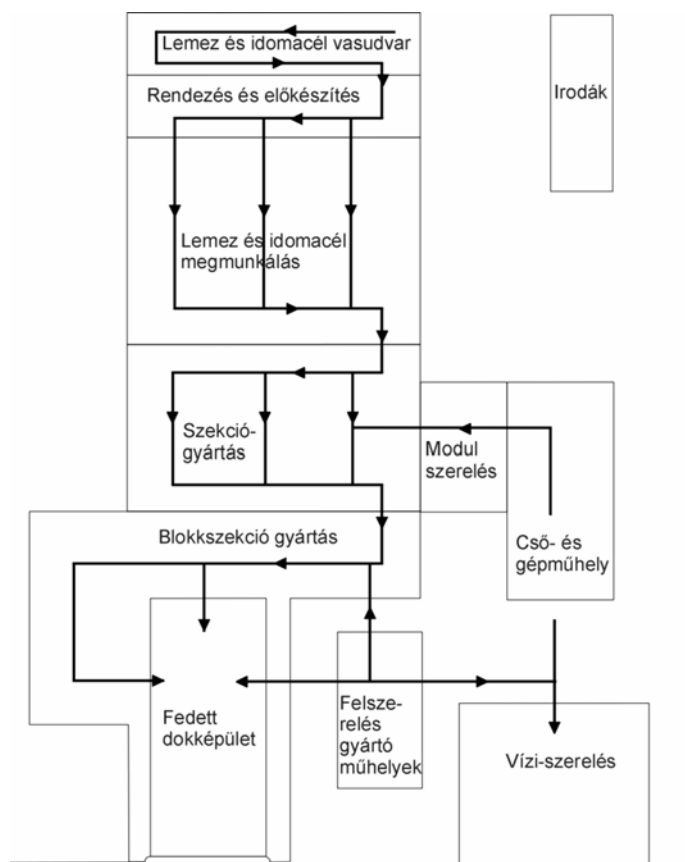 Lemez és idomacél vasudvar
Rendezés és előkészítés
Irodák
Lemez és idomacél
megmunkálás
Szekció-
gyártás
Modul
szerelés
Blokkszekció gyártás
Cső- és
gépműhely
Fedett
dokképület
Felsze-
relés
gyártó
műhelyek
Vízi-szerelés